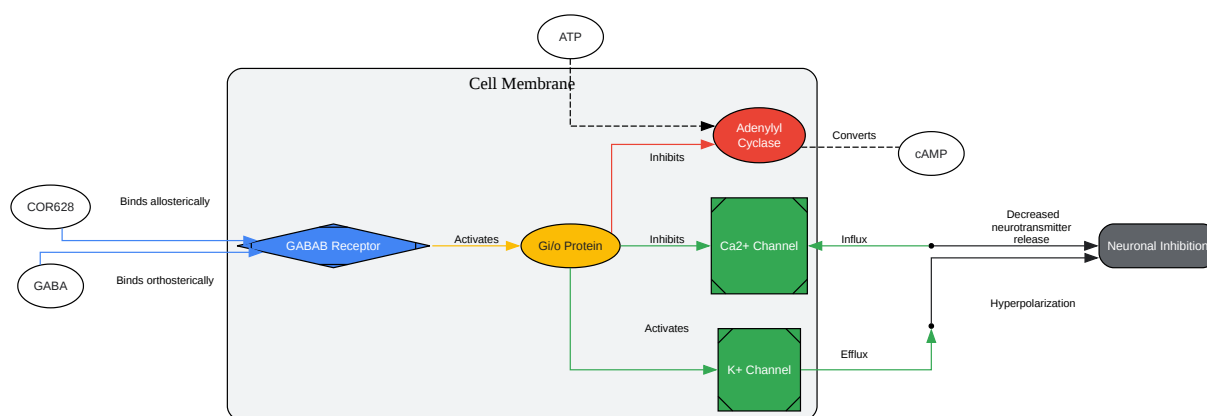 ATP
Cell Membrane
Adenylyl
Cyclase
Converts
cAMP
Inhibits
COR628
Binds allosterically
GABAB Receptor
Activates
Gi/o Protein
Inhibits
Ca2+ Channel
Influx
Decreased
neurotransmitter
release
Neuronal Inhibition
GABA
Binds orthosterically
Hyperpolarization
Activates
K+ Channel
Efflux